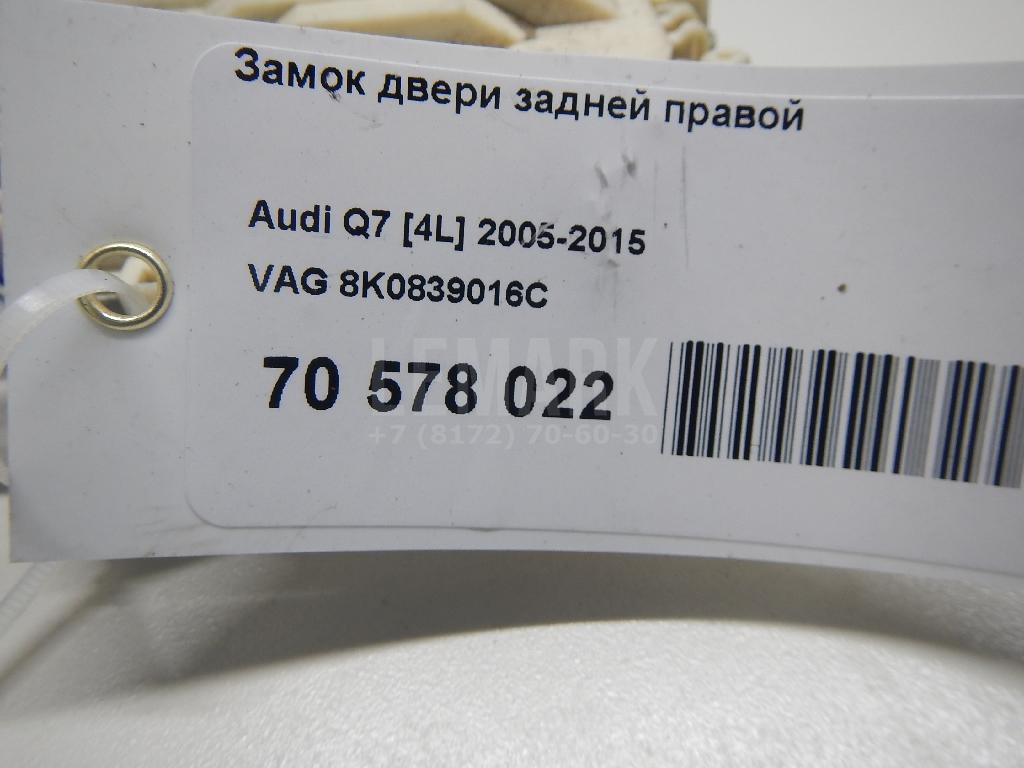 Замок двери задней правой
Audi Q7 [4L] 2005-2015
VAG 8K0839016C
70 578 022
LEMARK
+7 (8172) 70-60-30